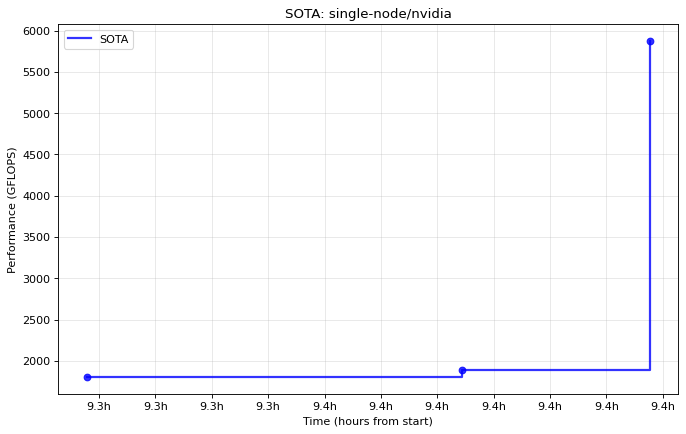 SOTA: single-node/nvidia
SOTA
6000
5500
5000
4500
4000
3500
3000
2500
2000
Performance (GFLOPS)
9.3h 9.3h 9.3h 9.3h 9.4h 9.4h 9.4h 9.4h 9.4h 9.4h 9.4h
Time (hours from start)